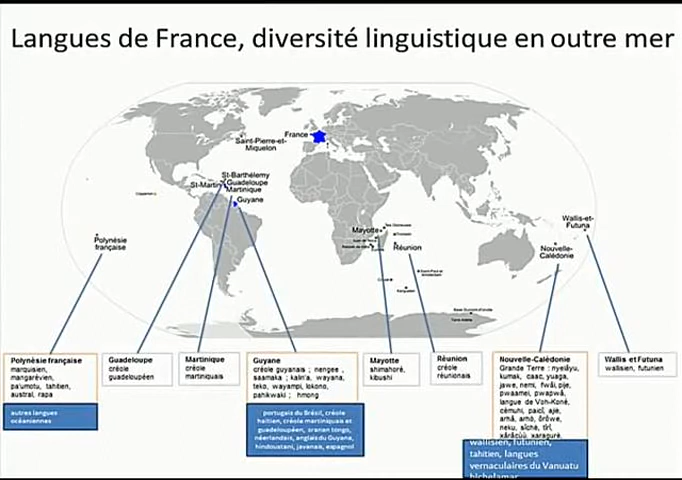 Langues de France, diversité linguistique en outre mer
France
Saint-Pierre-et-
Miquelon
St-Barthélemy
St-Martin
Guadeloupe
Martinique
Guyane
Polynésie
française
Mayotte
Réunion
Wallis-et-
Futuna
Nouvelle-
Calédonie
Polynésie française
marquisien,
mangarévien,
pa'umotu, tahitien,
austral, rapa
autres langues
océaniennes
Guadeloupe
créole
guadeloupéen
Martinique
créole
martiniquais
Guyane
créole guyanais ; nengee ,
saamaka ; kali'na, wayana,
teko, wayampi, lokono,
pahikwaki ; hmong
portugais du Brésil, créole
haïtien, créole martiniquais et
guadeloupéen, sranan tongo,
néerlandais, anglais du Guyana,
hindoustani, javanais, espagnol
Mayotte
shimahoré,
kibushi
Réunion
créole
réunionais
Nouvelle-Calédonie
Grande Terre : nyelâyu,
kumak, caac, yuaga,
jawe, nemi, fwâi, pije,
pwaamei, pwapwâ,
langue de Voh-Koné,
cèmuhi, paicî, ajië,
arhâ, arhö, ôrôwe,
neku, sîchë, tîrî,
xârâcùù, xaragurè
wallisien, futunien,
tahitien, langues
vernaculaires du Vanuatu
bichelamar
Wallis et Futuna
wallisien, futunien